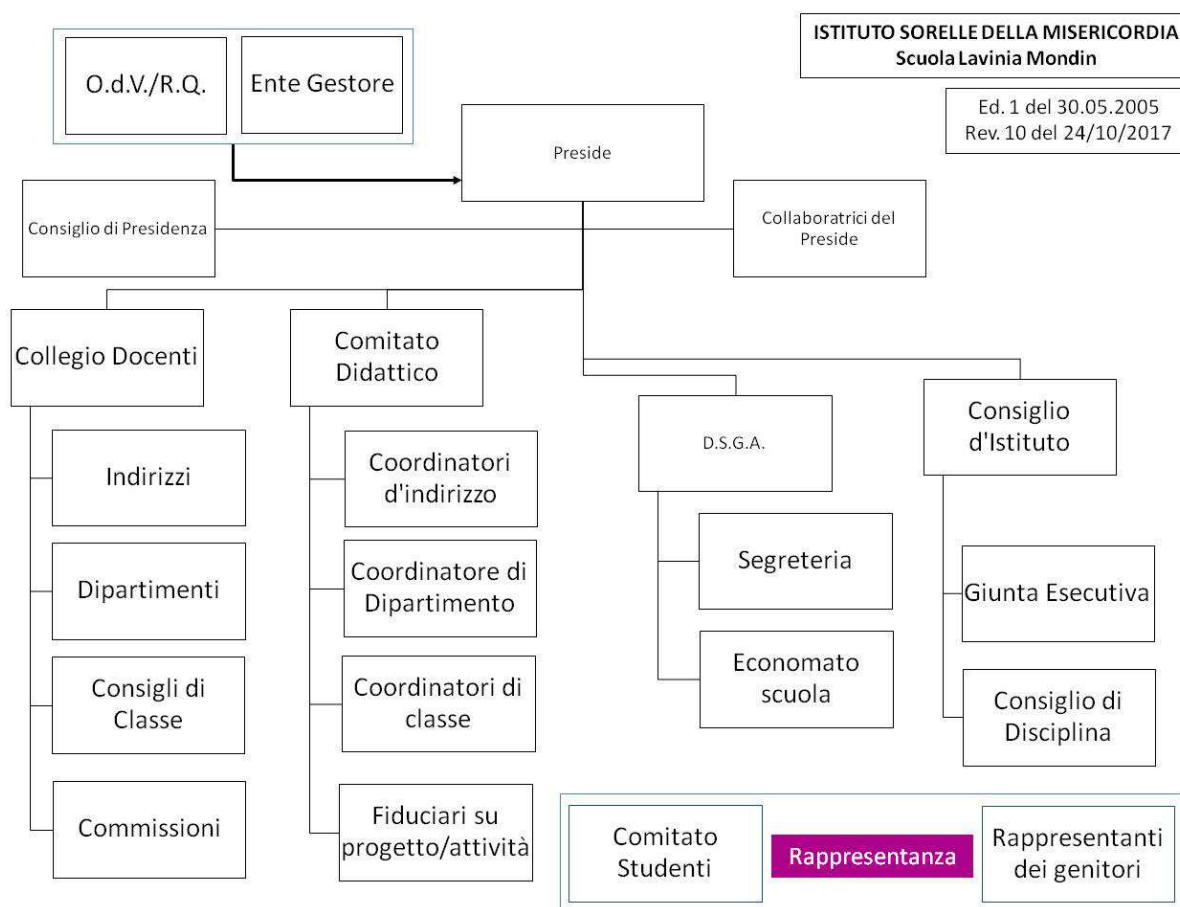 ISTITUTO SORELLE DELLA MISERICORDIA
Scuola Lavinia Mondin
O.d.V./R.Q.
Ente Gestore
Ed. 1 del 30.05.2005
Rev. 10 del 24/10/2017
Preside
Consiglio di Presidenza
Collaboratrici del
Preside
Collegio Docenti
Comitato
Didattico
D.S.G.A.
Consiglio
d'Istituto
Indirizzi
Dipartimenti
Consigli di
Classe
Commissioni
Coordinatori
d'indirizzo
Coordinatore di
Dipartimento
Coordinatori di
classe
Fiduciari su
progetto/attività
Segreteria
Economato
scuola
Giunta Esecutiva
Consiglio di
Disciplina
Comitato
Studenti
Rappresentanza
Rappresentanti
dei genitori